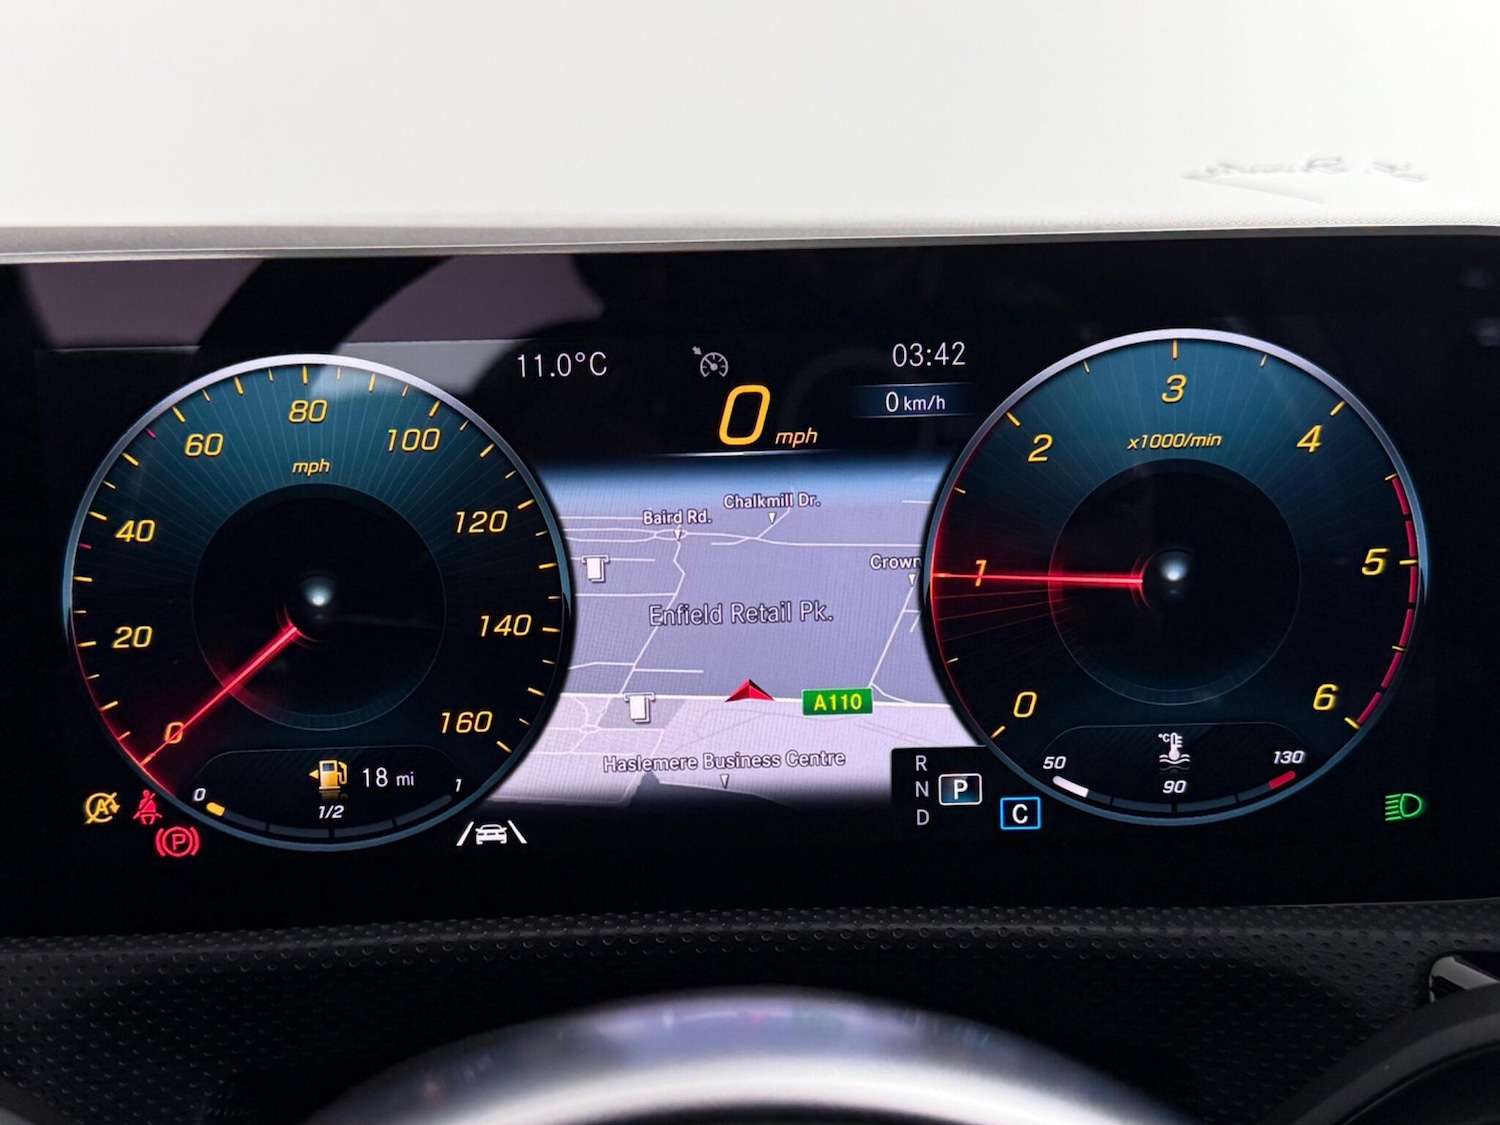 11.0°C
03:42
0 mph
0 km/h
80
60
100
mph
40
120
20
140
0
160
18 mi
0
1/2
1
A
P
Chalkmill Dr.
Baird Rd.
Crown
Enfield Retail Pk.
A110
Haslemere Business Centre
R
N
P
D
C
3
2
4
x1000/min
1
5
0
6
°C
50
90
130